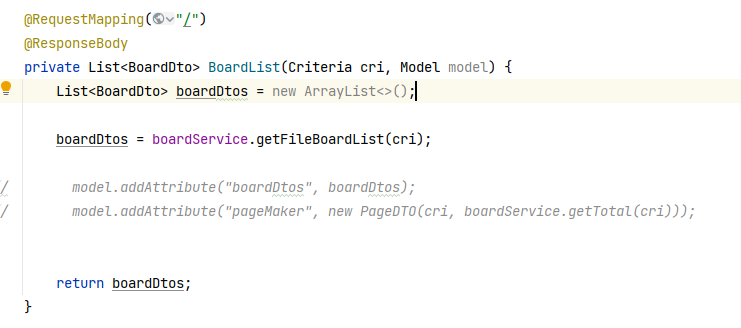 @RequestMapping("/")
@ResponseBody
private List<BoardDto> BoardList(Criteria cri, Model model) {
List<BoardDto> boardDtos = new ArrayList<>();
boardDtos = boardService.getFileBoardList(cri);
/ model.addAttribute("boardDtos", boardDtos);
/ model.addAttribute("pageMaker", new PageDTO(cri, boardService.getTotal(cri)));
return boardDtos;
}